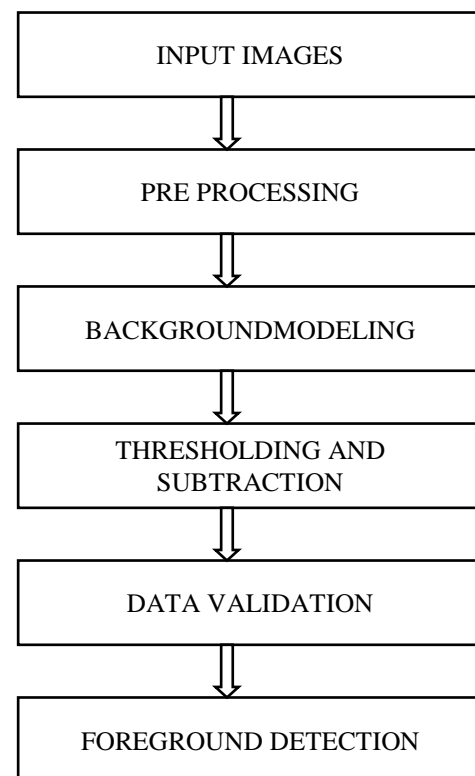 INPUT IMAGES
PRE PROCESSING
BACKGROUNDMODELING
THRESHOLDING AND
SUBTRACTION
DATA VALIDATION
FOREGROUND DETECTION